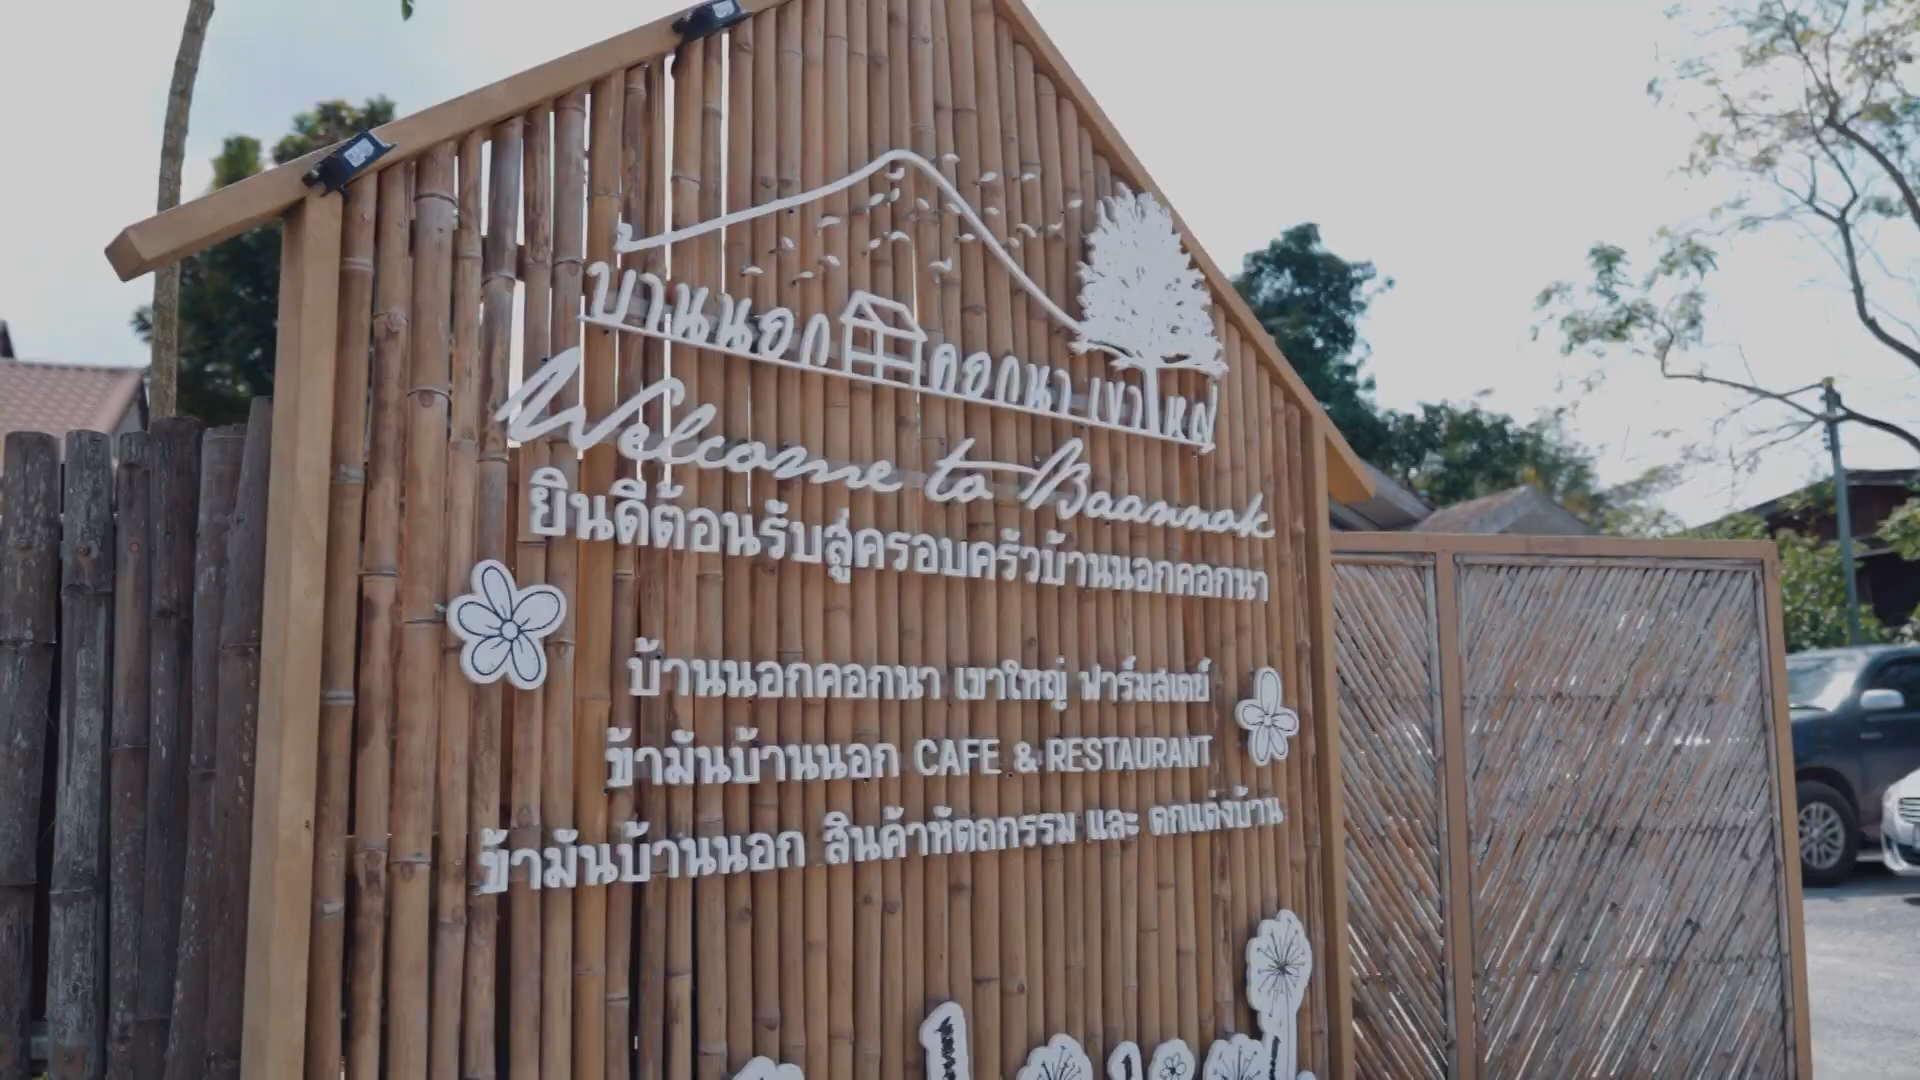 บ้านนอก คอกนา เขาใหญ่
Welcome to Baannok
ยินดีต้อนรับสู่ครอบครัวบ้านนอกคอกนา
บ้านนอกคอกนา เขาใหญ่ ฟาร์มสเตย์
ข้ามันบ้านนอก CAFE & RESTAURANT
ข้ามันบ้านนอก สินค้าหัตถกรรม และ ตกแต่งบ้าน